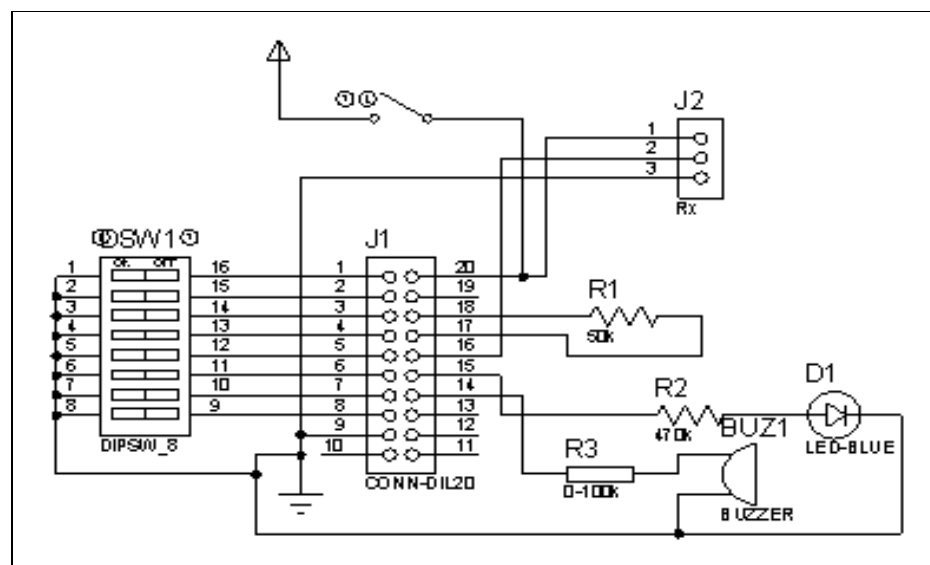 J2
1
2
3
Rx
DSW1
ON OFF
1 16
2 15
3 14
4 13
5 12
6 11
7 10
8 9
DIPSW_8
J1
1 20
2 19
3 18
4 17
5 16
6 15
7 14
8 13
9 12
10 11
CONN-DIL20
R1
50k
R2
470k
D1
LED-BLUE
R3
0-100k
BUZ1
BUZZER